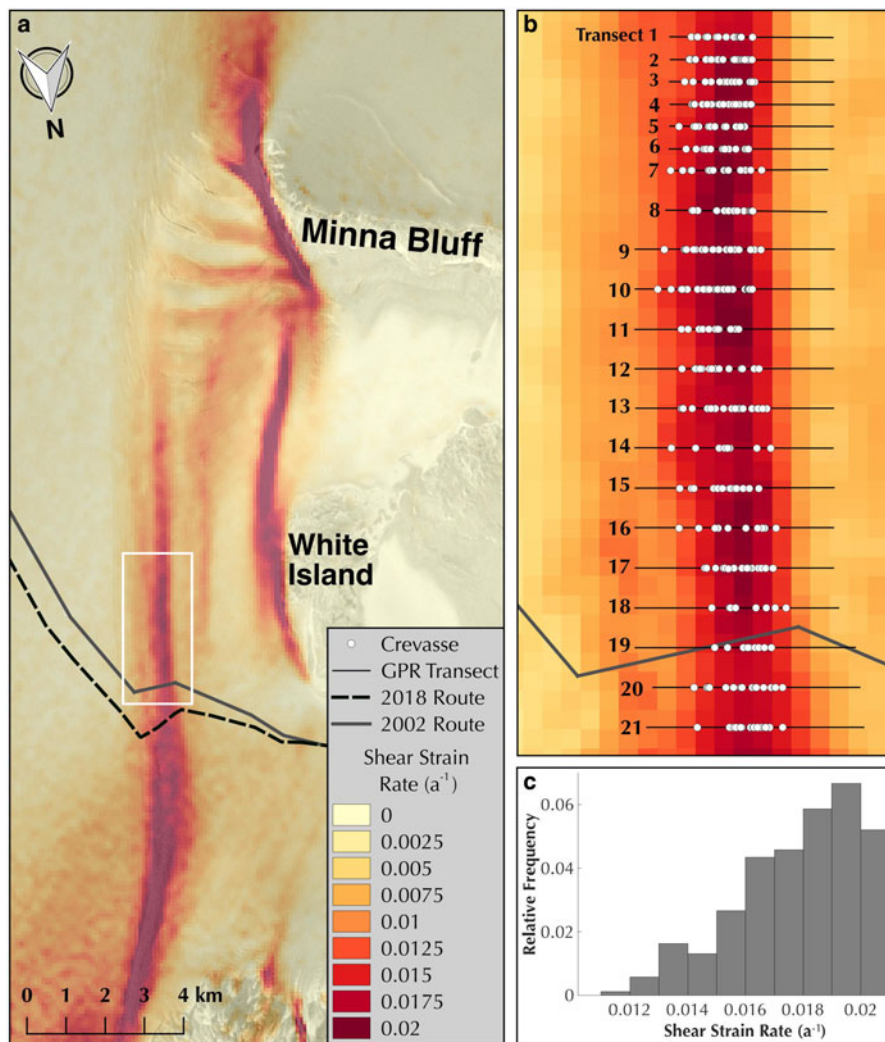 a
N
Minna Bluff
White
Island
Crevasse
GPR Transect
2018 Route
2002 Route
Shear Strain
Rate (a⁻¹)
0
0.0025
0.005
0.0075
0.01
0.0125
0.015
0.0175
0.02
0 1 2 3 4 km
b
Transect 1
2
3
4
5
6
7
8
9
10
11
12
13
14
15
16
17
18
19
20
21
c
Relative Frequency
0.06
0.04
0.02
0
0.012 0.014 0.016 0.018 0.02
Shear Strain Rate (a⁻¹)